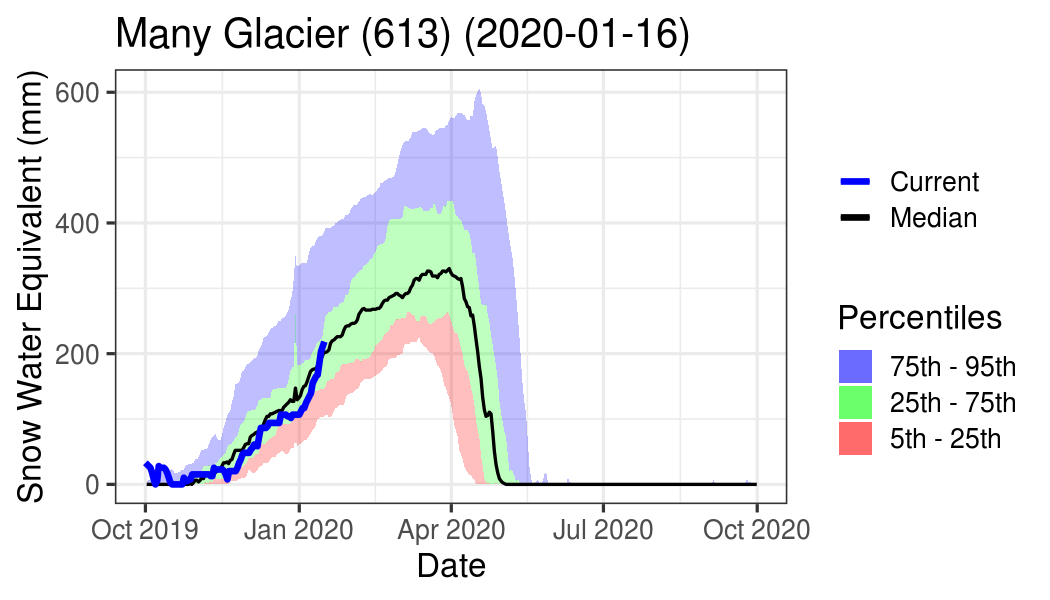 Many Glacier (613) (2020-01-16)
Snow Water Equivalent (mm)
600
400
200
0
Oct 2019
Jan 2020
Apr 2020
Jul 2020
Oct 2020
Date
Current
Median
Percentiles
75th - 95th
25th - 75th
5th - 25th